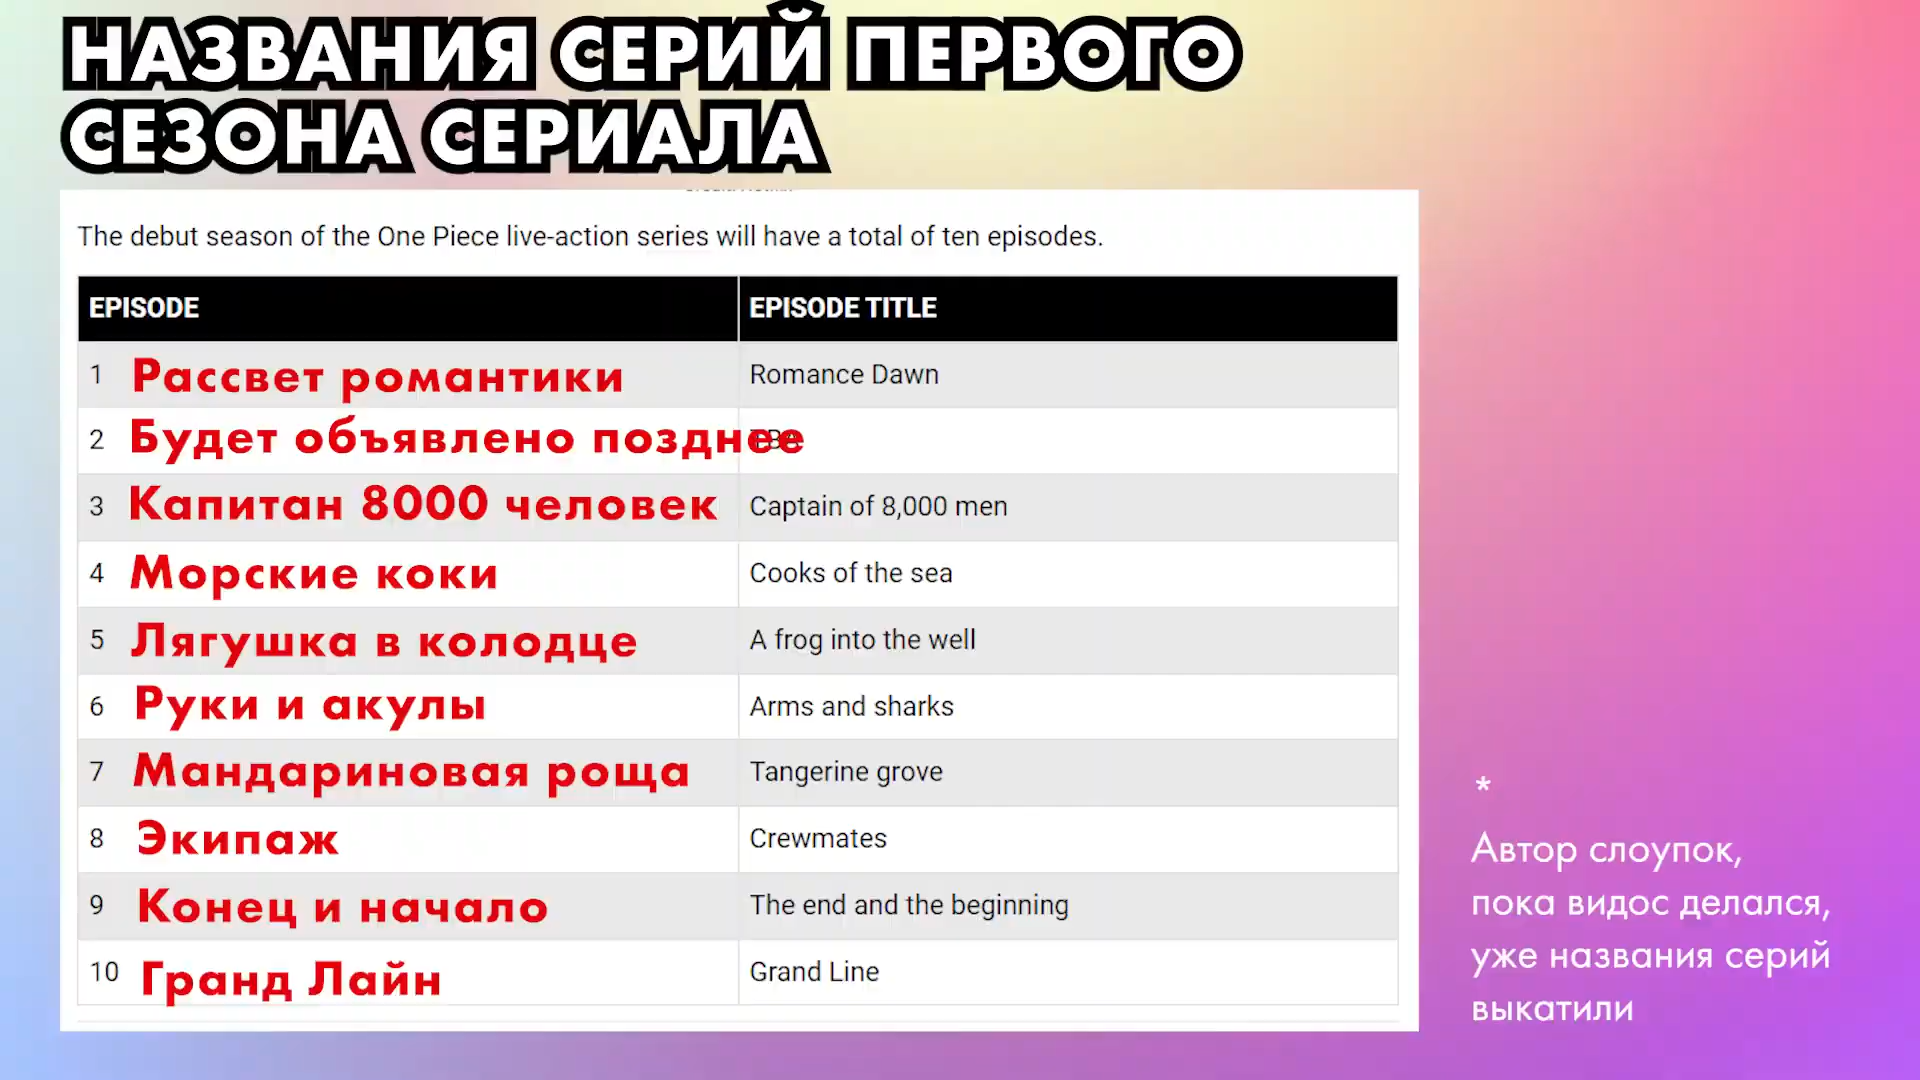 НАЗВАНИЯ СЕРИЙ ПЕРВОГО
СЕЗОНА СЕРИАЛА
The debut season of the One Piece live-action series will have a total of ten episodes.
EPISODE EPISODE TITLE
1 Рассвет романтики Romance Dawn
2 Будет объявлено позднее TBA
3 Капитан 8000 человек Captain of 8,000 men
4 Морские коки Cooks of the sea
5 Лягушка в колодце A frog into the well
6 Руки и акулы Arms and sharks
7 Мандариновая роща Tangerine grove
8 Экипаж Crewmates
9 Конец и начало The end and the beginning
10 Гранд Лайн Grand Line
*
Автор слоупок,
пока видос делался,
уже названия серий
выкатили